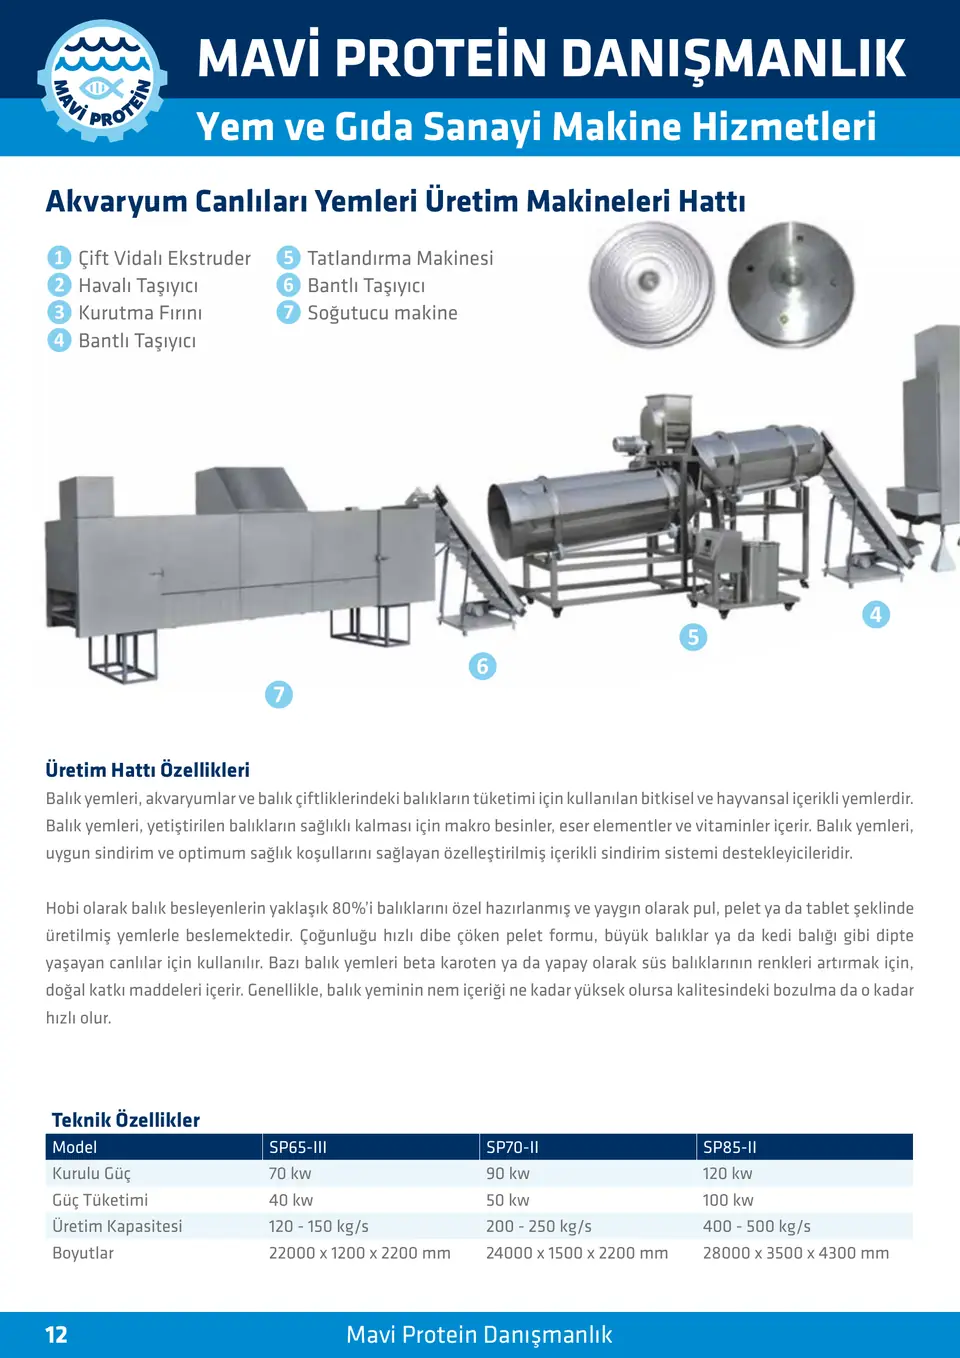 MAVİ PROTEİN
MAVİ PROTEİN DANIŞMANLIK
Yem ve Gıda Sanayi Makine Hizmetleri
Akvaryum Canlıları Yemleri Üretim Makineleri Hattı
1 Çift Vidalı Ekstruder
2 Havalı Taşıyıcı
3 Kurutma Fırını
4 Bantlı Taşıyıcı
5 Tatlandırma Makinesi
6 Bantlı Taşıyıcı
7 Soğutucu makine
4
5
6
7
Üretim Hattı Özellikleri
Balık yemleri, akvaryumlar ve balık çiftliklerindeki balıkların tüketimi için kullanılan bitkisel ve hayvansal içerikli yemlerdir.
Balık yemleri, yetiştirilen balıkların sağlıklı kalması için makro besinler, eser elementler ve vitaminler içerir. Balık yemleri,
uygun sindirim ve optimum sağlık koşullarını sağlayan özelleştirilmiş içerikli sindirim sistemi destekleyicileridir.
Hobi olarak balık besleyenlerin yaklaşık 80%’i balıklarını özel hazırlanmış ve yaygın olarak pul, pelet ya da tablet şeklinde
üretilmiş yemlerle beslemektedir. Çoğunluğu hızlı dibe çöken pelet formu, büyük balıklar ya da kedi balığı gibi dipte
yaşayan canlılar için kullanılır. Bazı balık yemleri beta karoten ya da yapay olarak süs balıklarının renkleri artırmak için,
doğal katkı maddeleri içerir. Genellikle, balık yeminin nem içeriği ne kadar yüksek olursa kalitesindeki bozulma da o kadar
hızlı olur.
Teknik Özellikler
Model SP65-III SP70-II SP85-II
Kurulu Güç 70 kw 90 kw 120 kw
Güç Tüketimi 40 kw 50 kw 100 kw
Üretim Kapasitesi 120 - 150 kg/s 200 - 250 kg/s 400 - 500 kg/s
Boyutlar 22000 x 1200 x 2200 mm 24000 x 1500 x 2200 mm 28000 x 3500 x 4300 mm
12 Mavi Protein Danışmanlık